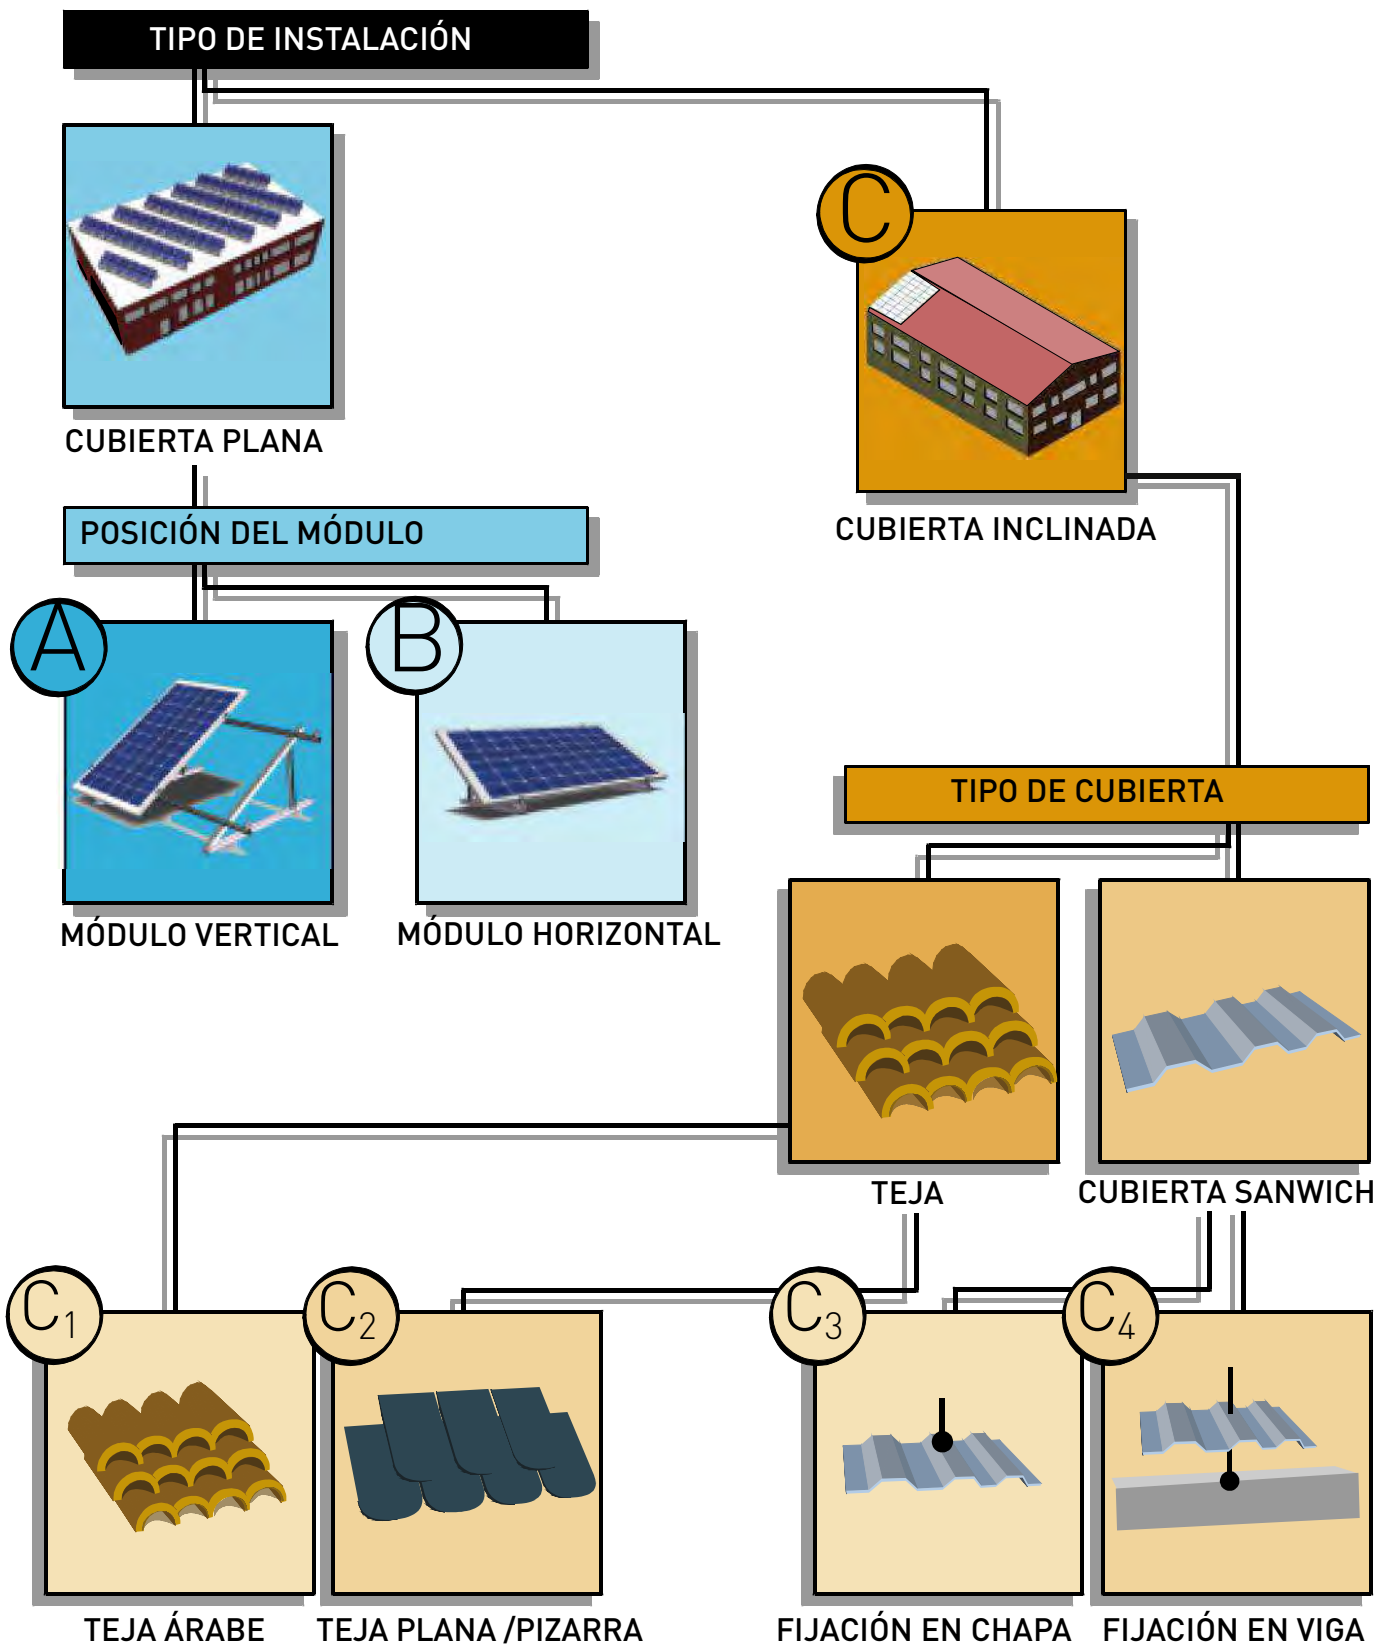 TIPO DE INSTALACIÓN
C
CUBIERTA PLANA
CUBIERTA INCLINADA
POSICIÓN DEL MÓDULO
A
B
MÓDULO VERTICAL
MÓDULO HORIZONTAL
TIPO DE CUBIERTA
TEJA
CUBIERTA SANWICH
C1
C2
C3
C4
TEJA ÁRABE
TEJA PLANA /PIZARRA
FIJACIÓN EN CHAPA
FIJACIÓN EN VIGA